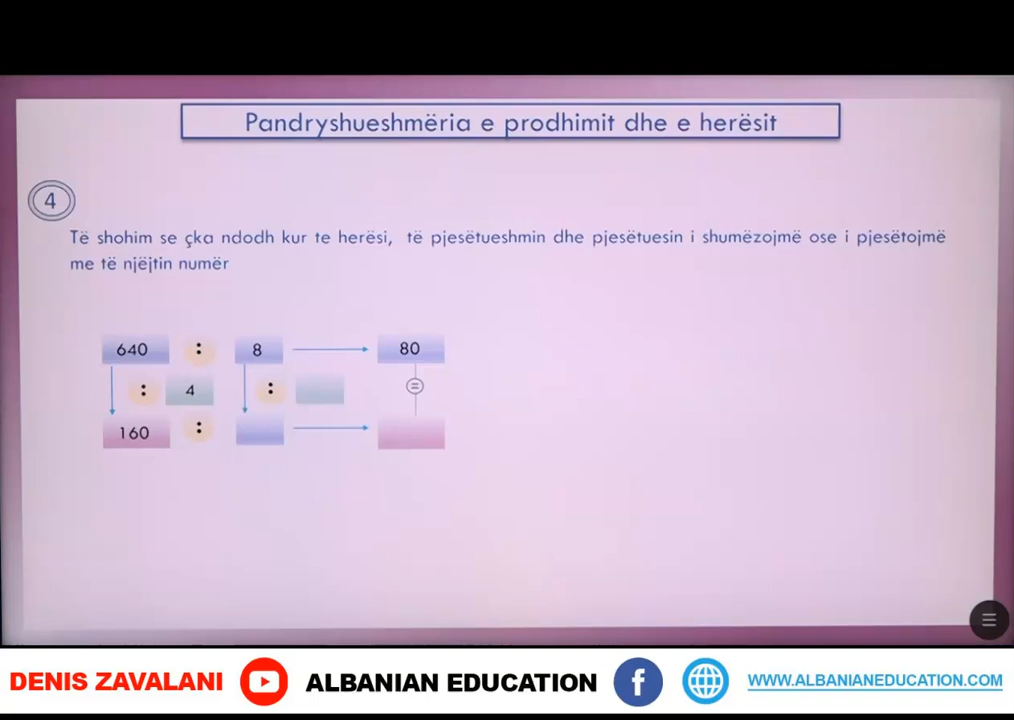 Pandryshueshmëria e prodhimit dhe e herësit
4
Të shohim se çka ndodh kur te herësi, të pjesëtueshmin dhe pjesëtuesin i shumëzojmë ose i pjesëtojmë
me të njëjtin numër
640 : 8 80
: 4 : =
160 :
DENIS ZAVALANI ALBANIAN EDUCATION f WWW.ALBANIANEDUCATION.COM